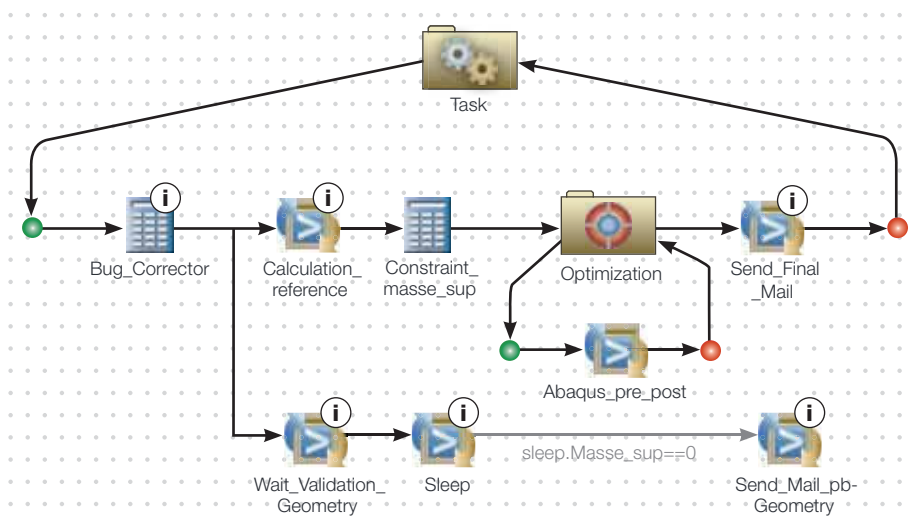 Task
i
i
i
Bug_Corrector
Calculation_
reference
Constraint_
masse_sup
Optimization
Send_Final
_Mail
Abaqus_pre_post
i
i
i
sleep.Masse_sup==0
Wait_Validation_
Geometry
Sleep
Send_Mail_pb-
Geometry